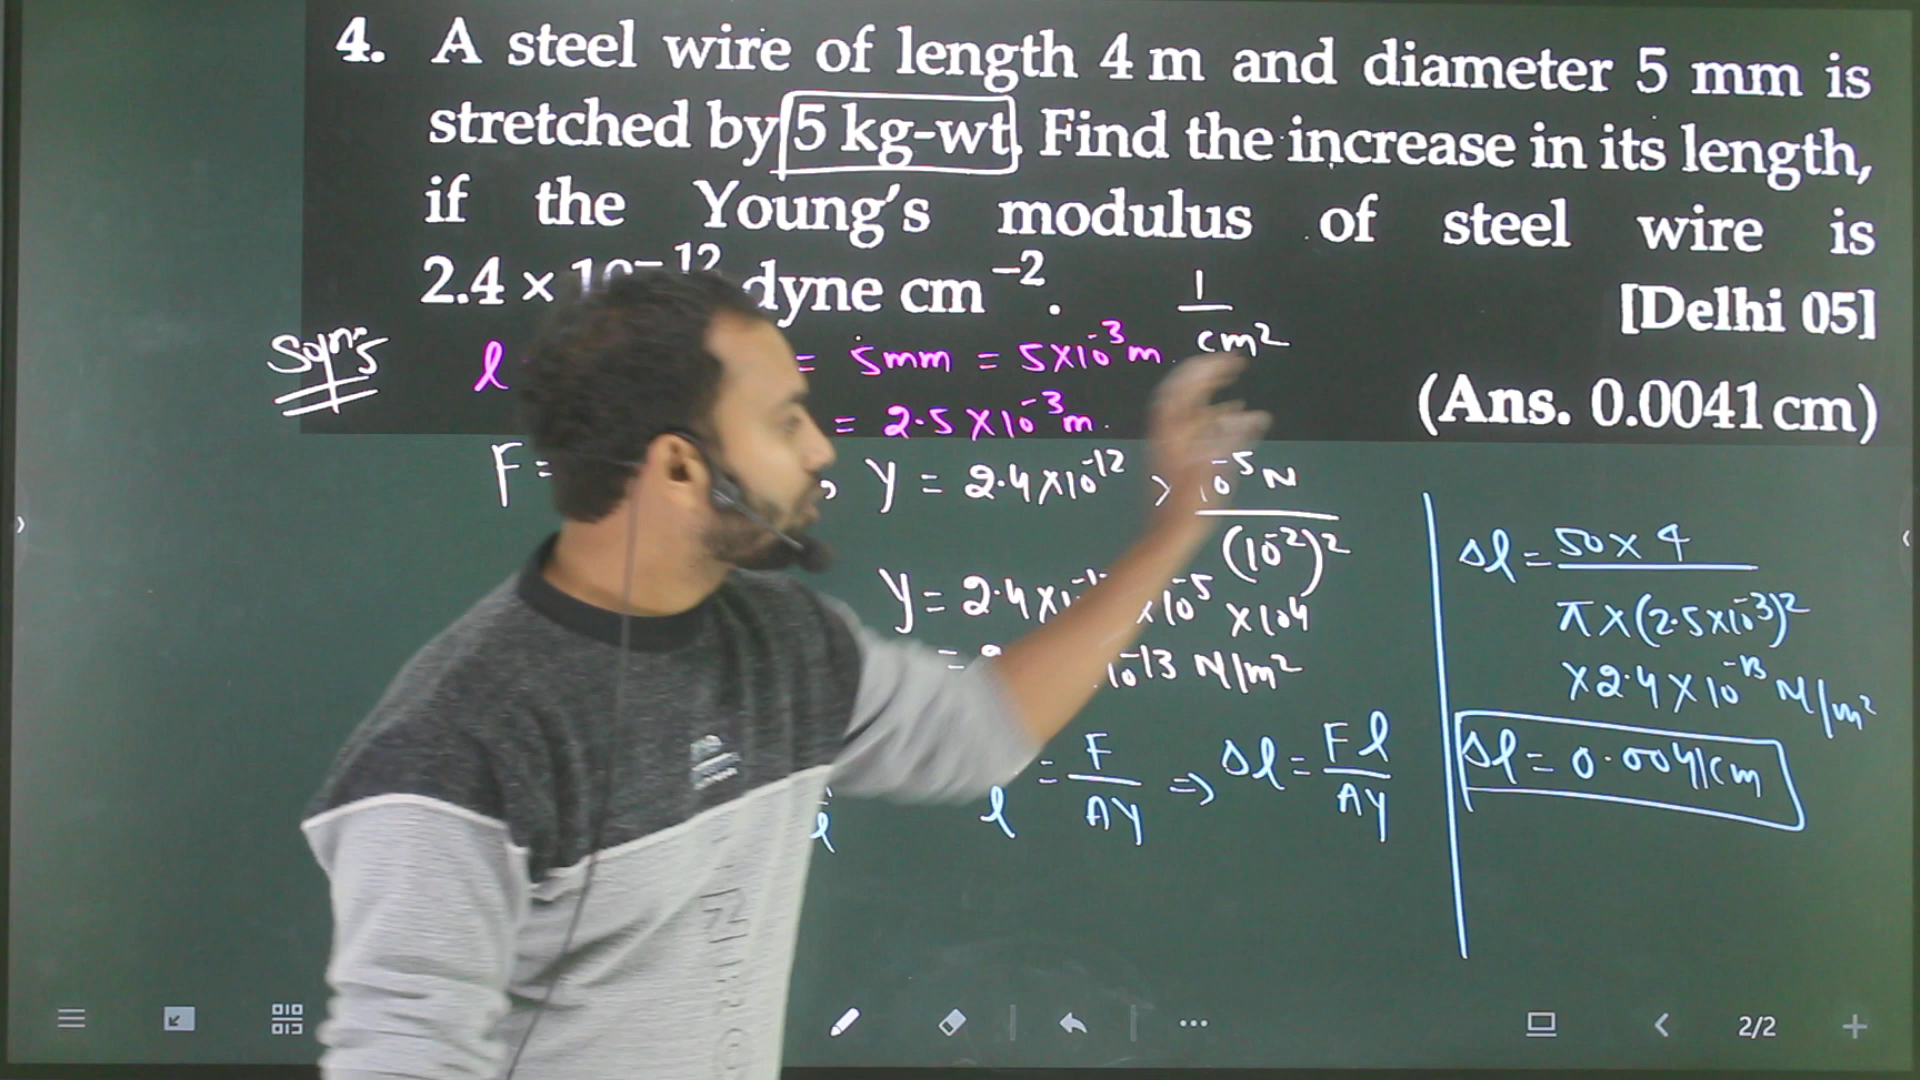 4. A steel wire of length 4 m and diameter 5 mm is
stretched by 5 kg-wt. Find the increase in its length,
if the Young's modulus of steel wire is
2.4 × 10⁻¹² dyne cm⁻². [Delhi 05]
1/cm²
(Ans. 0.0041 cm)
Soln:5
l = 5mm = 5×10⁻³m.
= 2.5×10⁻³m.
F= , Y = 2.4×10⁻¹² × 10⁻⁵N/(10⁻²)²
Y = 2.4×10 ×10⁻⁵ ×10⁴
= 10⁻¹³ N/m²
l = F/AY ⇒ Δl = Fl/AY
Δl = 50×4
π×(2.5×10⁻³)²
×2.4×10⁻¹³ N/m²
Δl = 0.0041cm
2/2